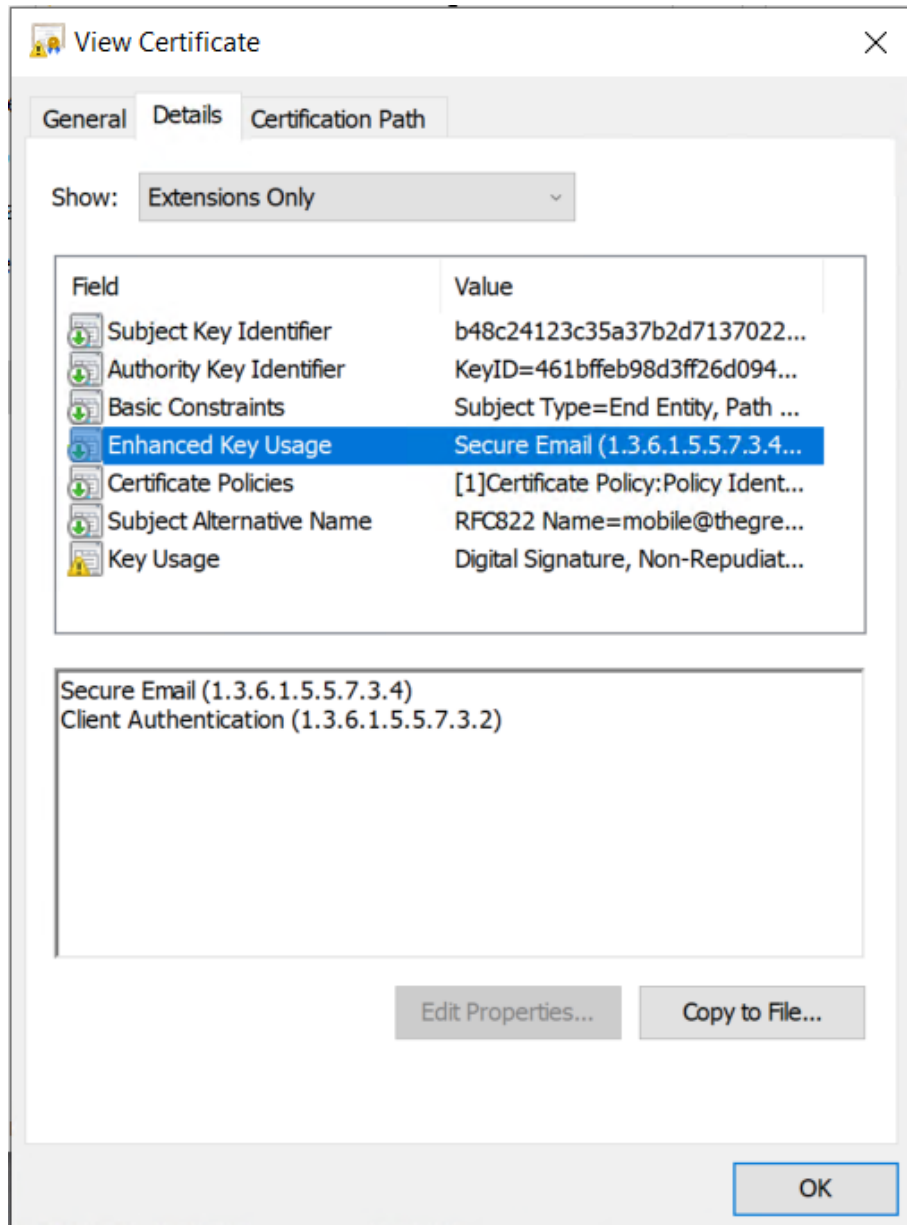 View Certificate
General Details Certification Path
Show: Extensions Only
Field Value
Subject Key Identifier b48c24123c35a37b2d7137022...
Authority Key Identifier KeyID=461bffeb98d3ff26d094...
Basic Constraints Subject Type=End Entity, Path ...
Enhanced Key Usage Secure Email (1.3.6.1.5.5.7.3.4...
Certificate Policies [1]Certificate Policy:Policy Ident...
Subject Alternative Name RFC822 Name=mobile@thegre...
Key Usage Digital Signature, Non-Repudiat...
Secure Email (1.3.6.1.5.5.7.3.4)
Client Authentication (1.3.6.1.5.5.7.3.2)
Edit Properties... Copy to File...
OK